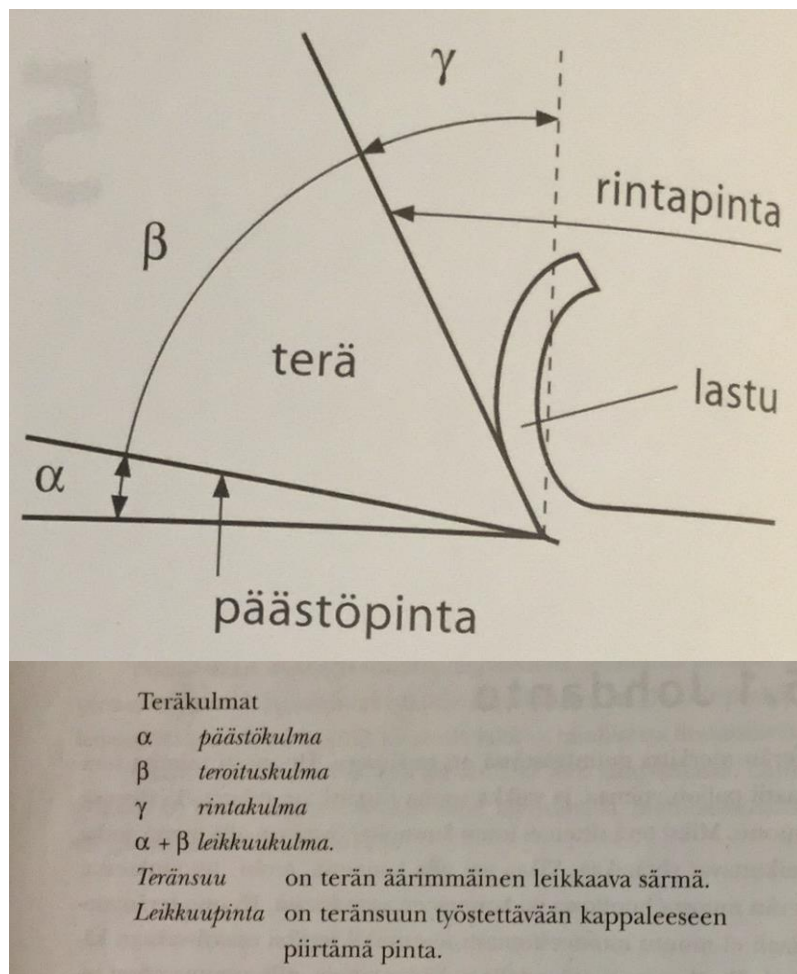 γ
rintapinta
β
terä
lastu
α
päästöpinta
Teräkulmat
α päästökulma
β teroituskulma
γ rintakulma
α + β leikkuukulma.
Teränsuu on terän äärimmäinen leikkaava särmä.
Leikkuupinta on teränsuun työstettävään kappaleeseen
piirtämä pinta.